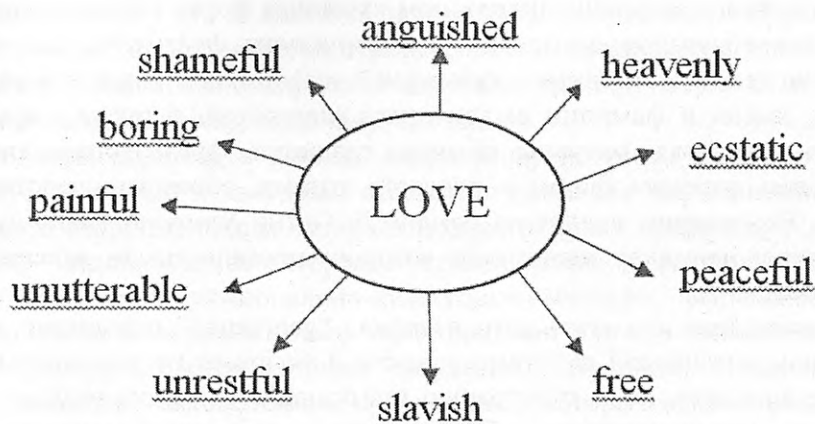 anguished
shameful
heavenly
boring
ecstatic
painful
LOVE
unutterable
peaceful
unrestful
free
slavish